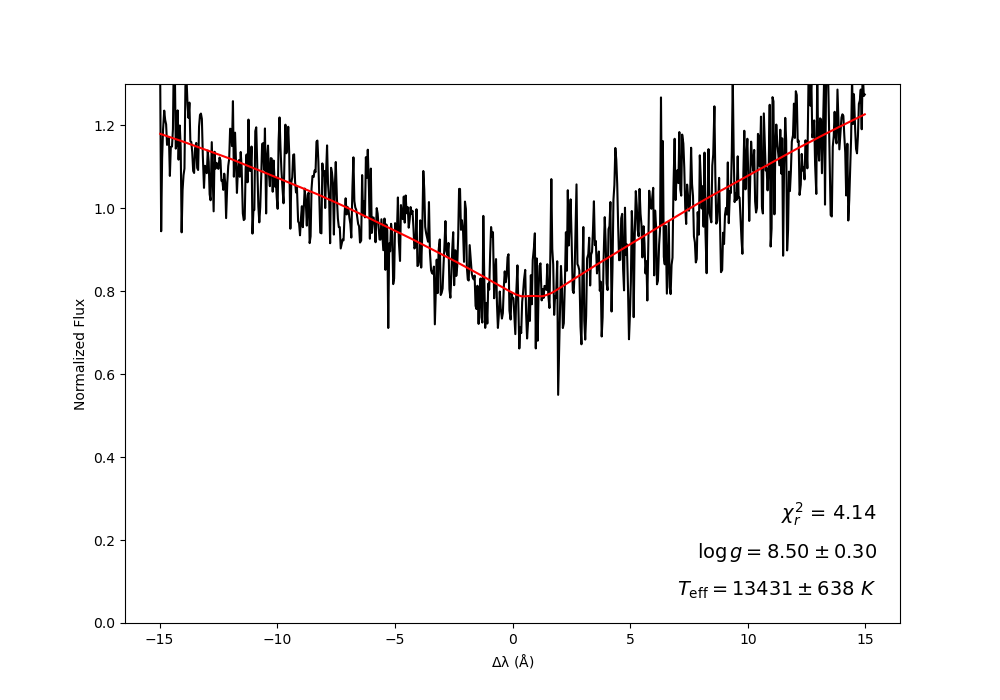 1.2
1.0
0.8
0.6
0.4
0.2
0.0
Normalized Flux
χ²ᵣ = 4.14
log g = 8.50 ± 0.30
T_eff = 13431 ± 638 K
−15
−10
−5
0
5
10
15
Δλ (Å)